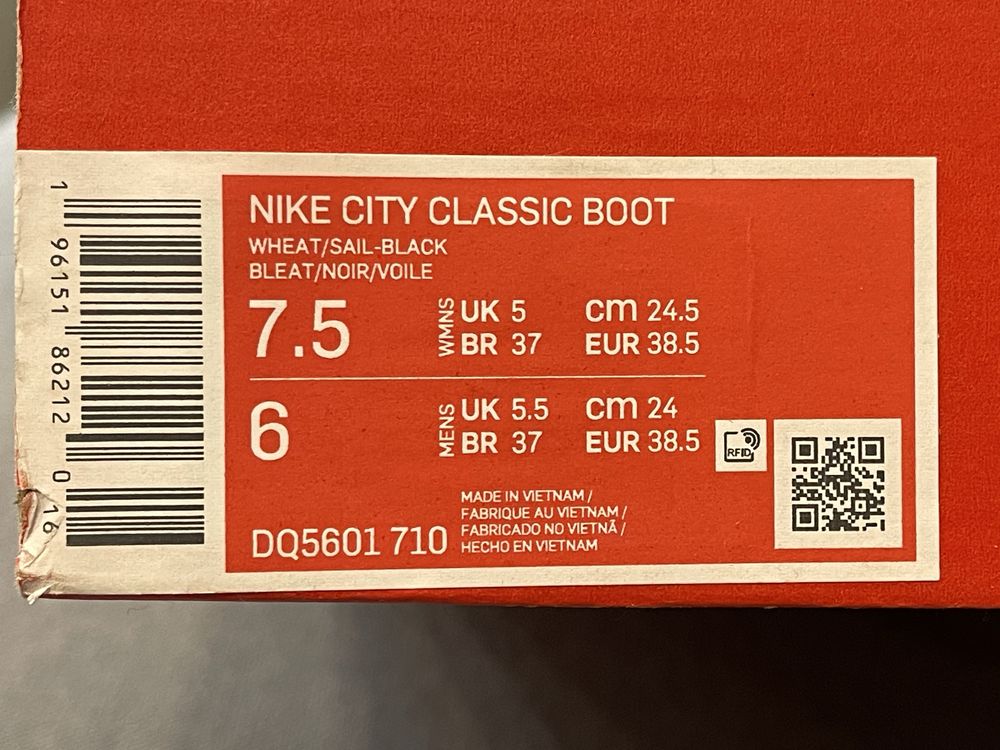 NIKE CITY CLASSIC BOOT
WHEAT/SAIL-BLACK
BLEAT/NOIR/VOILE
7.5 WMNS UK 5 cm 24.5
BR 37 EUR 38.5
6 MENS UK 5.5 cm 24
BR 37 EUR 38.5
RFID
MADE IN VIETNAM /
FABRIQUE AU VIETNAM /
FABRICADO NO VIETNÃ /
HECHO EN VIETNAM
DQ5601 710
1 96151 86212 0 16